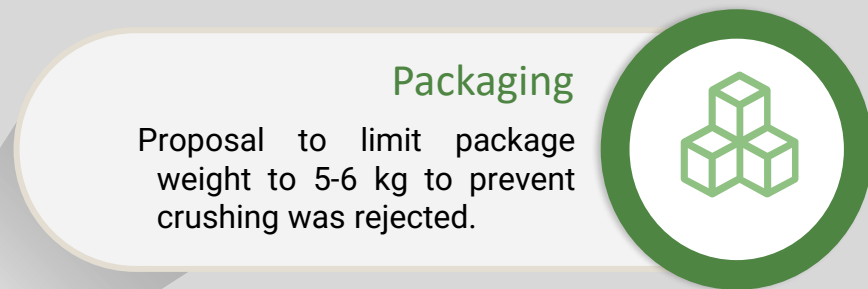 Packaging
Proposal to limit package
weight to 5-6 kg to prevent
crushing was rejected.